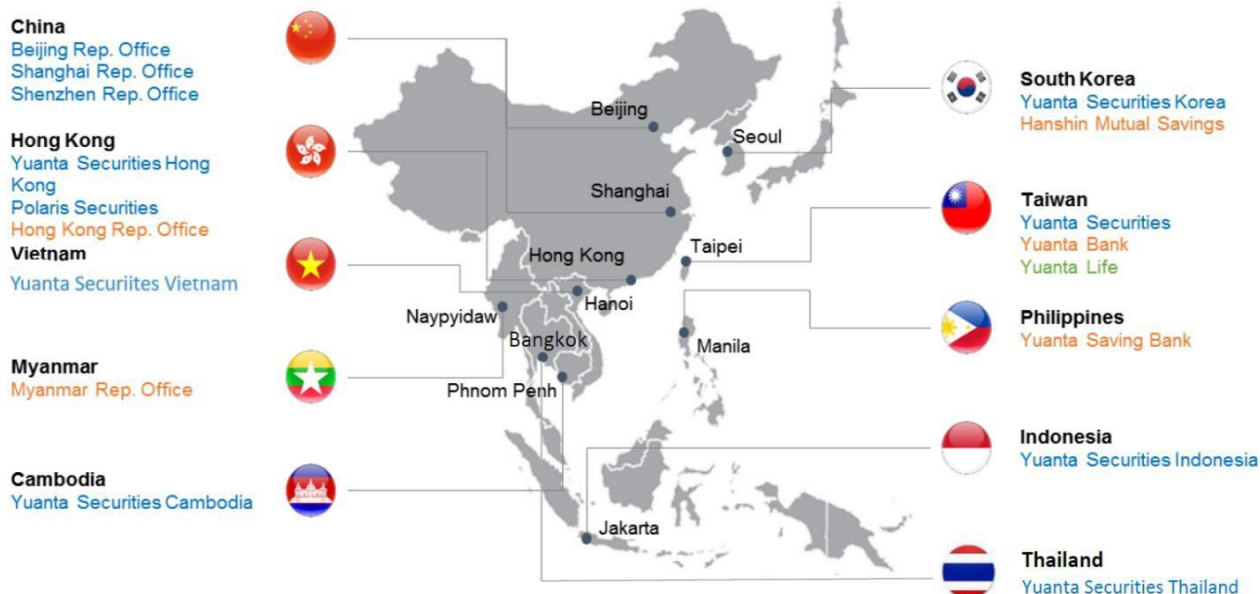 China
Beijing Rep. Office
Shanghai Rep. Office
Shenzhen Rep. Office
Hong Kong
Yuanta Securities Hong
Kong
Polaris Securities
Hong Kong Rep. Office
Vietnam
Yuanta Securiites Vietnam
Myanmar
Myanmar Rep. Office
Cambodia
Yuanta Securities Cambodia
Beijing
Seoul
Shanghai
Taipei
Hong Kong
Hanoi
Naypyidaw
Bangkok
Manila
Phnom Penh
Jakarta
South Korea
Yuanta Securities Korea
Hanshin Mutual Savings
Taiwan
Yuanta Securities
Yuanta Bank
Yuanta Life
Philippines
Yuanta Saving Bank
Indonesia
Yuanta Securities Indonesia
Thailand
Yuanta Securities Thailand